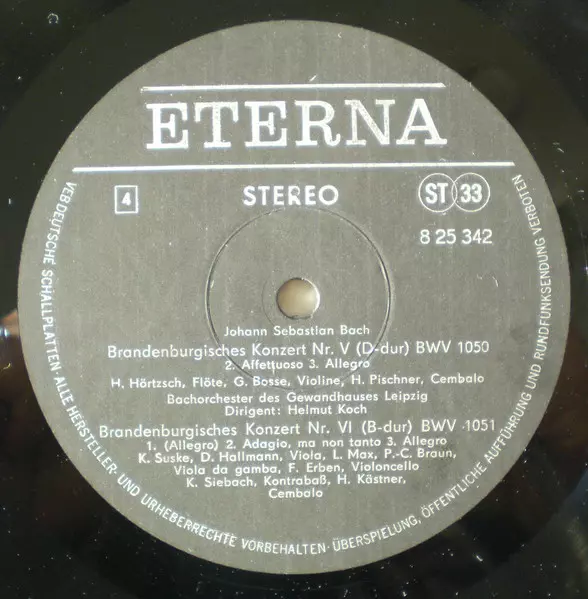 ETERNA
4 STEREO ST 33
8 25 342
Johann Sebastian Bach
Brandenburgisches Konzert Nr. V (D-dur) BWV 1050
2. Affettuoso 3. Allegro
H. Hörtzsch, Flöte, G. Bosse, Violine, H. Pischner, Cembalo
Bachorchester des Gewandhauses Leipzig
Dirigent: Helmut Koch
Brandenburgisches Konzert Nr. VI (B-dur) BWV 1051
1. (Allegro) 2. Adagio, ma non tanto 3. Allegro
K. Suske, D. Hallmann, Viola, L. Max, P.-C. Braun,
Viola da gamba, F. Erben, Violoncello
K. Siebach, Kontrabaß, H. Kästner,
Cembalo
VEB DEUTSCHE SCHALLPLATTEN · ALLE HERSTELLER- UND URHEBERRECHTE VORBEHALTEN · ÜBERSPIELUNG, ÖFFENTLICHE AUFFÜHRUNG UND RUNDFUNKSENDUNG VERBOTEN